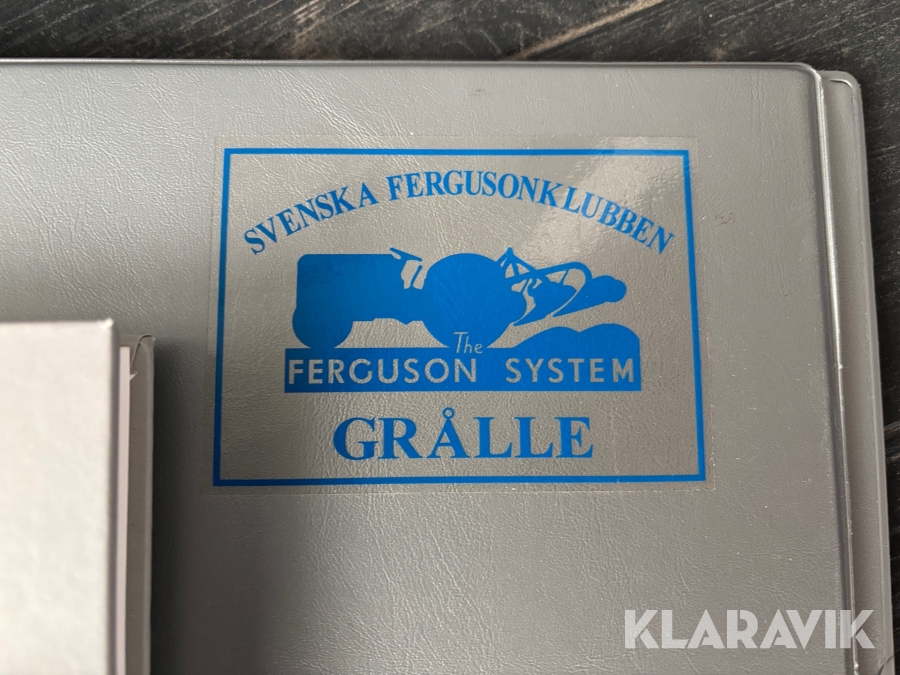 SVENSKA FERGUSONKLUBBEN
The
FERGUSON SYSTEM
GRÅLLE
KLARAVIK